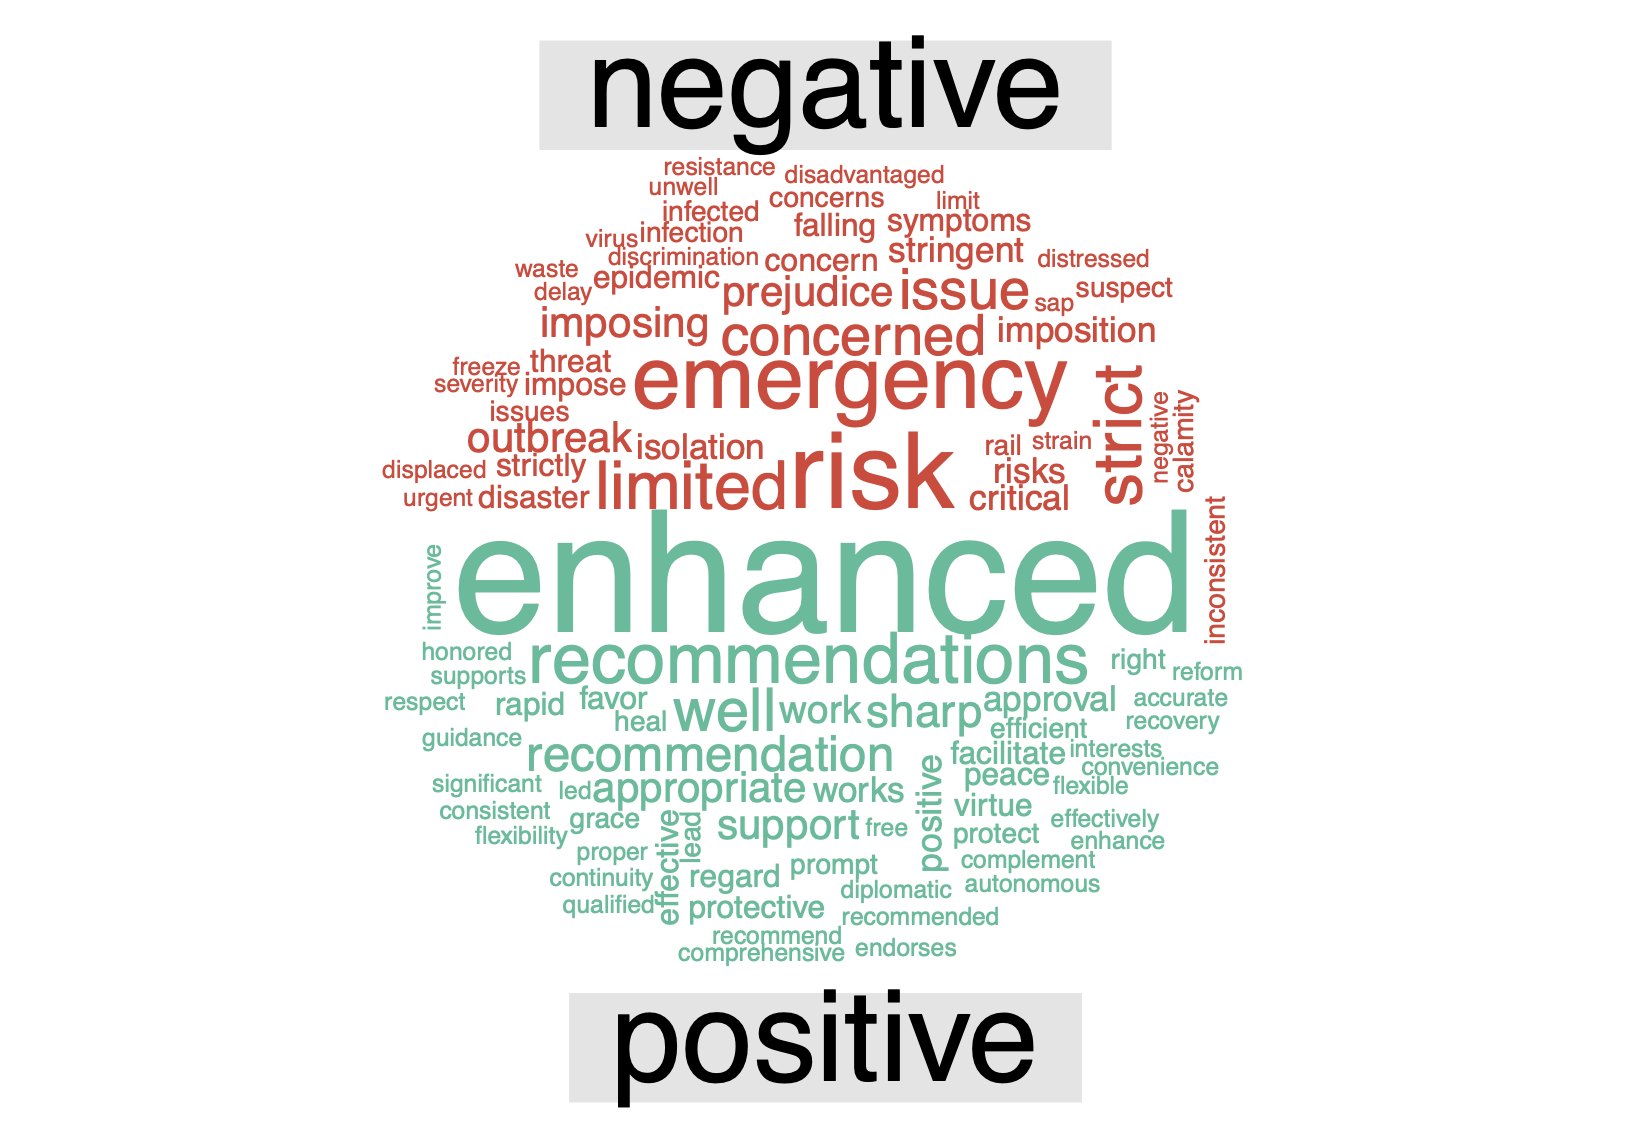 negative
resistance disadvantaged
unwell concerns limit
infected falling symptoms
virus infection stringent
discrimination concern distressed
waste epidemic prejudice issue suspect
delay sap
imposing concerned imposition
freeze threat emergency strict
severity impose negative calamity
issues
outbreak isolation risk rail strain
displaced strictly limited risks
urgent disaster critical
enhanced inconsistent
improve
honored recommendations right
supports reform
respect rapid favor well work sharp approval accurate
heal efficient recovery
guidance recommendation facilitate interests
peace convenience
significant led appropriate works positive flexible
consistent grace support free virtue effectively
flexibility effective lead protect enhance
proper prompt complement
continuity regard diplomatic autonomous
qualified protective recommended
recommend
comprehensive endorses
positive